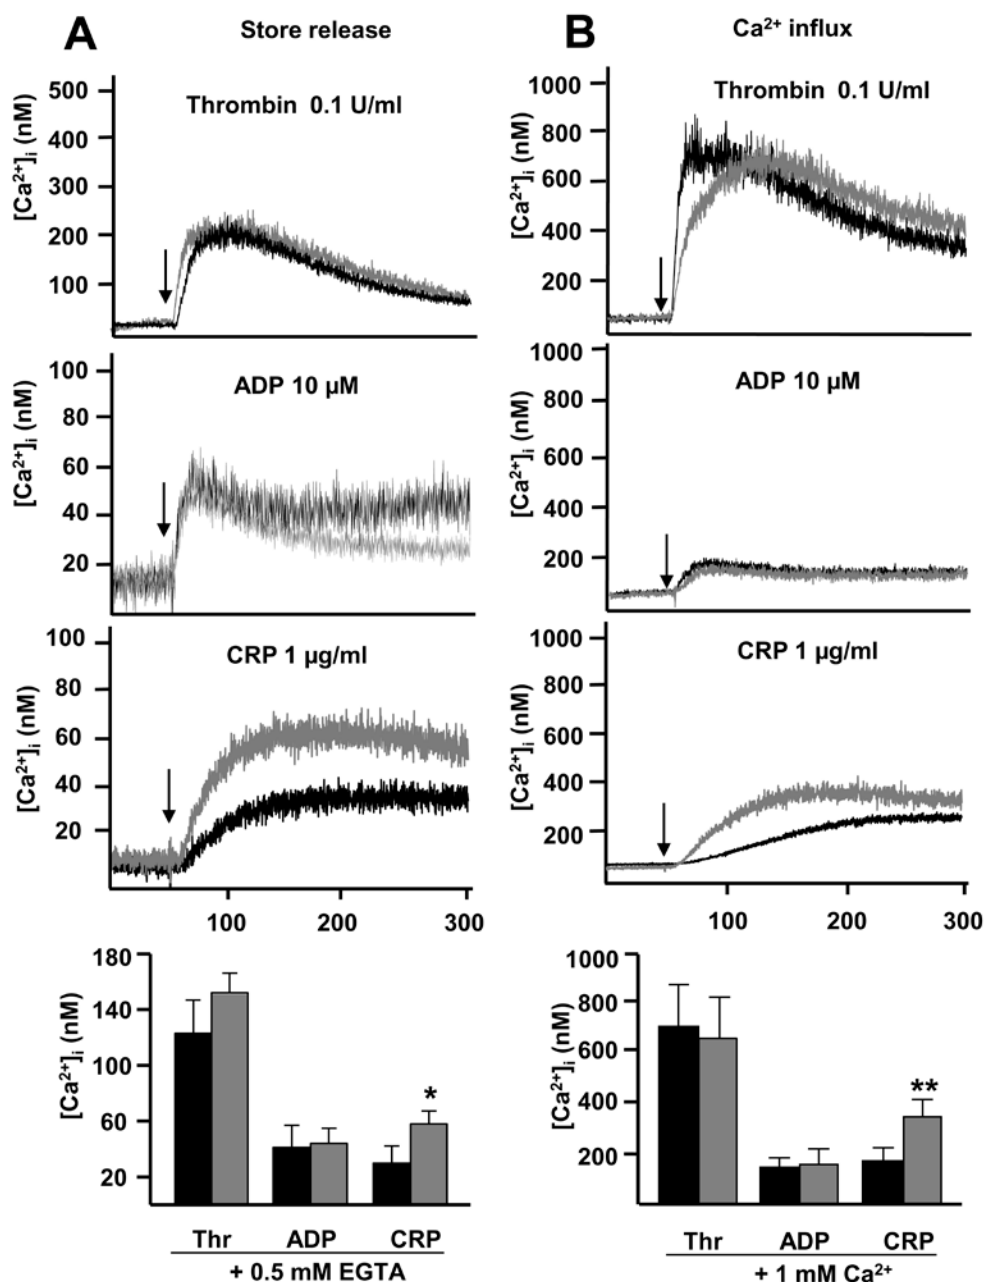 A Store release
Thrombin 0.1 U/ml
[Ca²⁺]ᵢ (nM)
500
400
300
200
100
ADP 10 µM
[Ca²⁺]ᵢ (nM)
100
80
60
40
20
CRP 1 µg/ml
[Ca²⁺]ᵢ (nM)
100
80
60
40
20
100 200 300
[Ca²⁺]ᵢ (nM)
180
140
100
60
20
*
Thr ADP CRP
+ 0.5 mM EGTA
B Ca²⁺ influx
Thrombin 0.1 U/ml
[Ca²⁺]ᵢ (nM)
1000
800
600
400
200
ADP 10 µM
[Ca²⁺]ᵢ (nM)
1000
800
600
400
200
CRP 1 µg/ml
[Ca²⁺]ᵢ (nM)
1000
800
600
400
200
100 200 300
[Ca²⁺]ᵢ (nM)
1000
800
600
400
200
**
Thr ADP CRP
+ 1 mM Ca²⁺